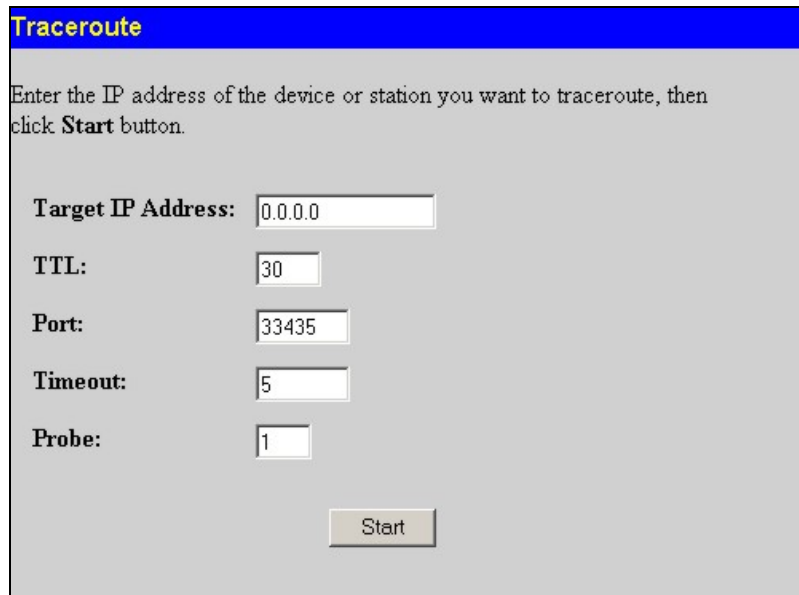 Traceroute
Enter the IP address of the device or station you want to traceroute, then
click Start button.
Target IP Address: 0.0.0.0
TTL: 30
Port: 33435
Timeout: 5
Probe: 1
Start